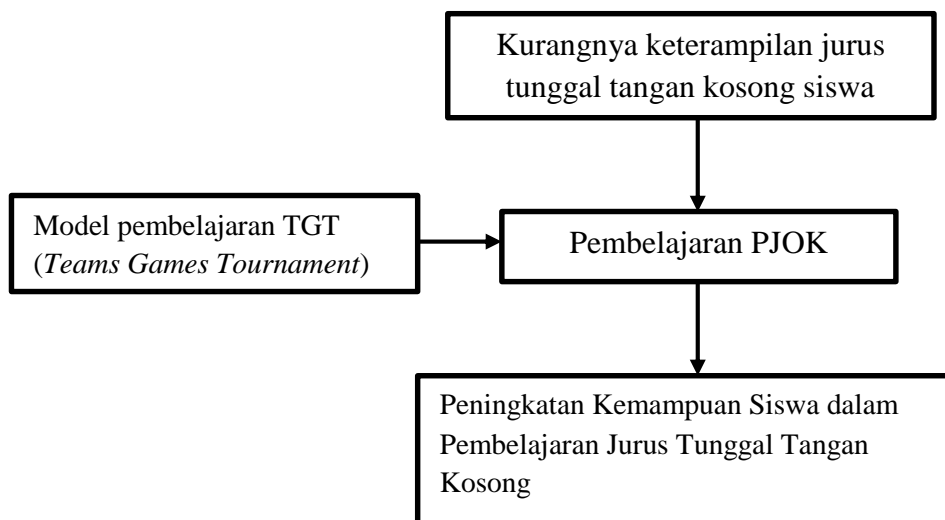 Kurangnya keterampilan jurus
tunggal tangan kosong siswa
Model pembelajaran TGT
(Teams Games Tournament)
Pembelajaran PJOK
Peningkatan Kemampuan Siswa dalam
Pembelajaran Jurus Tunggal Tangan
Kosong